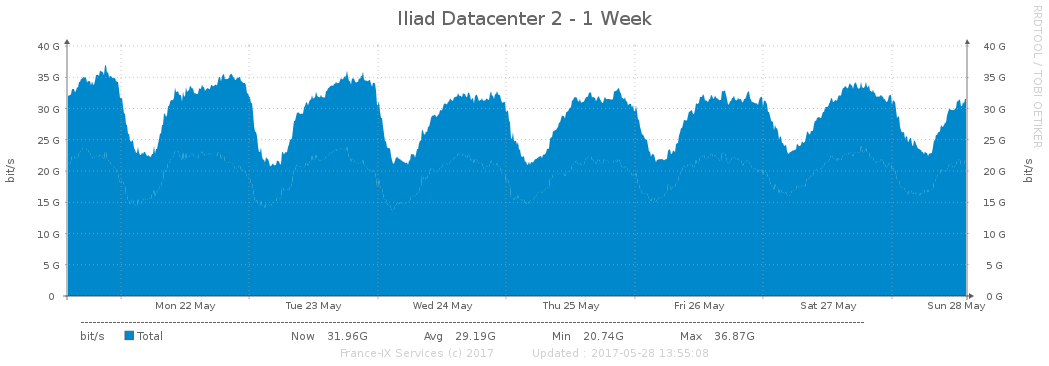 Iliad Datacenter 2 - 1 Week
RRDTOOL / TOBI OETIKER
40 G 40 G
35 G 35 G
30 G 30 G
25 G 25 G
20 G 20 G
15 G 15 G
10 G 10 G
5 G 5 G
0 0 G
bit/s bit/s
Mon 22 May Tue 23 May Wed 24 May Thu 25 May Fri 26 May Sat 27 May Sun 28 May
bit/s Total Now 31.96G Avg 29.19G Min 20.74G Max 36.87G
France-IX Services (c) 2017 Updated : 2017-05-28 13:55:08